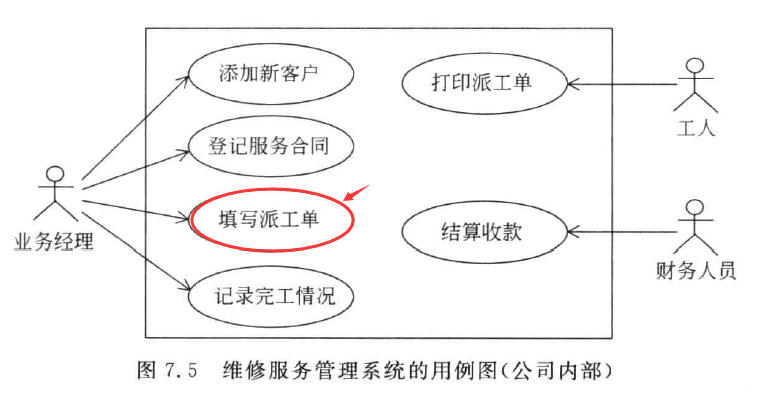 添加新客户
打印派工单
工人
登记服务合同
业务经理
填写派工单
结算收款
财务人员
记录完工情况
图 7.5 维修服务管理系统的用例图(公司内部)